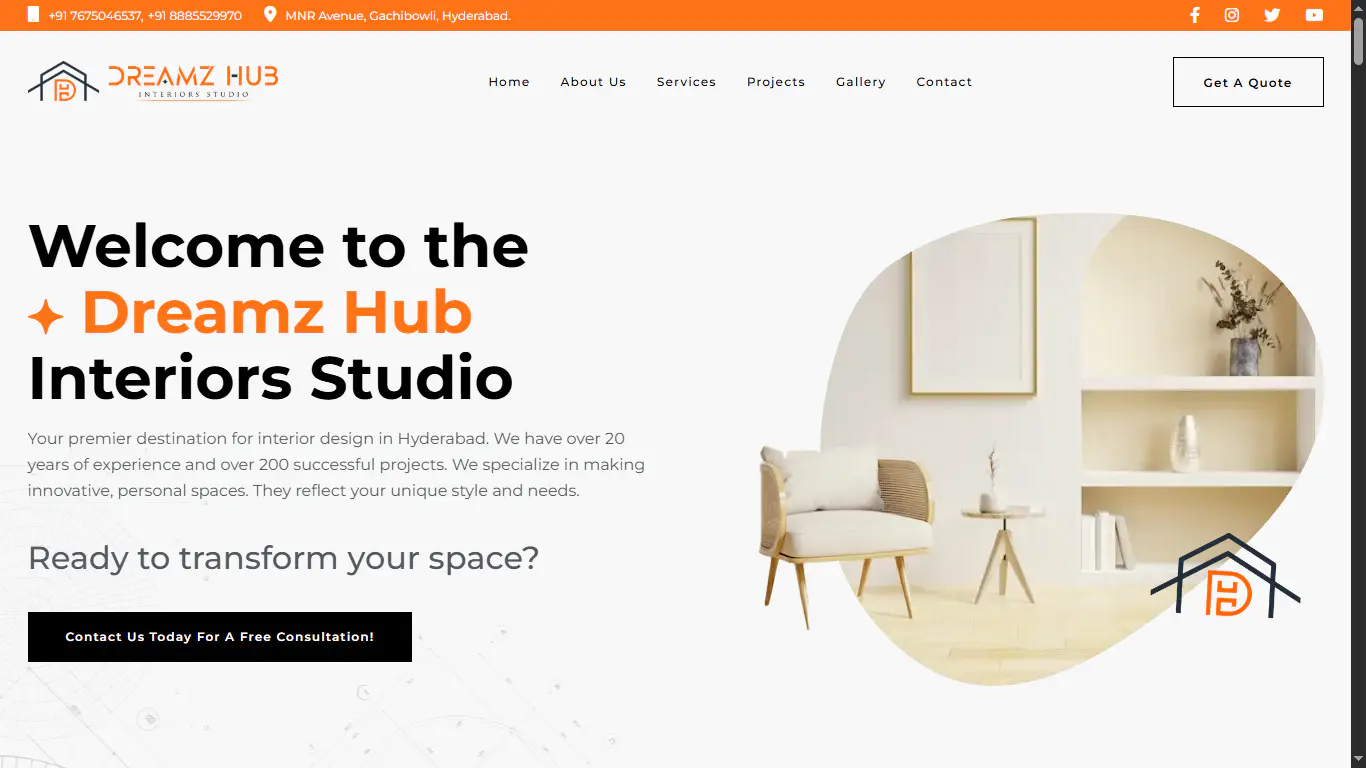 +91 7675046537, +91 8885529970 MNR Avenue, Gachibowli, Hyderabad.
DREAMZ HUB
INTERIORS STUDIO
Home About Us Services Projects Gallery Contact
Get A Quote
Welcome to the
Dreamz Hub
Interiors Studio
Your premier destination for interior design in Hyderabad. We have over 20
years of experience and over 200 successful projects. We specialize in making
innovative, personal spaces. They reflect your unique style and needs.
Ready to transform your space?
Contact Us Today For A Free Consultation!